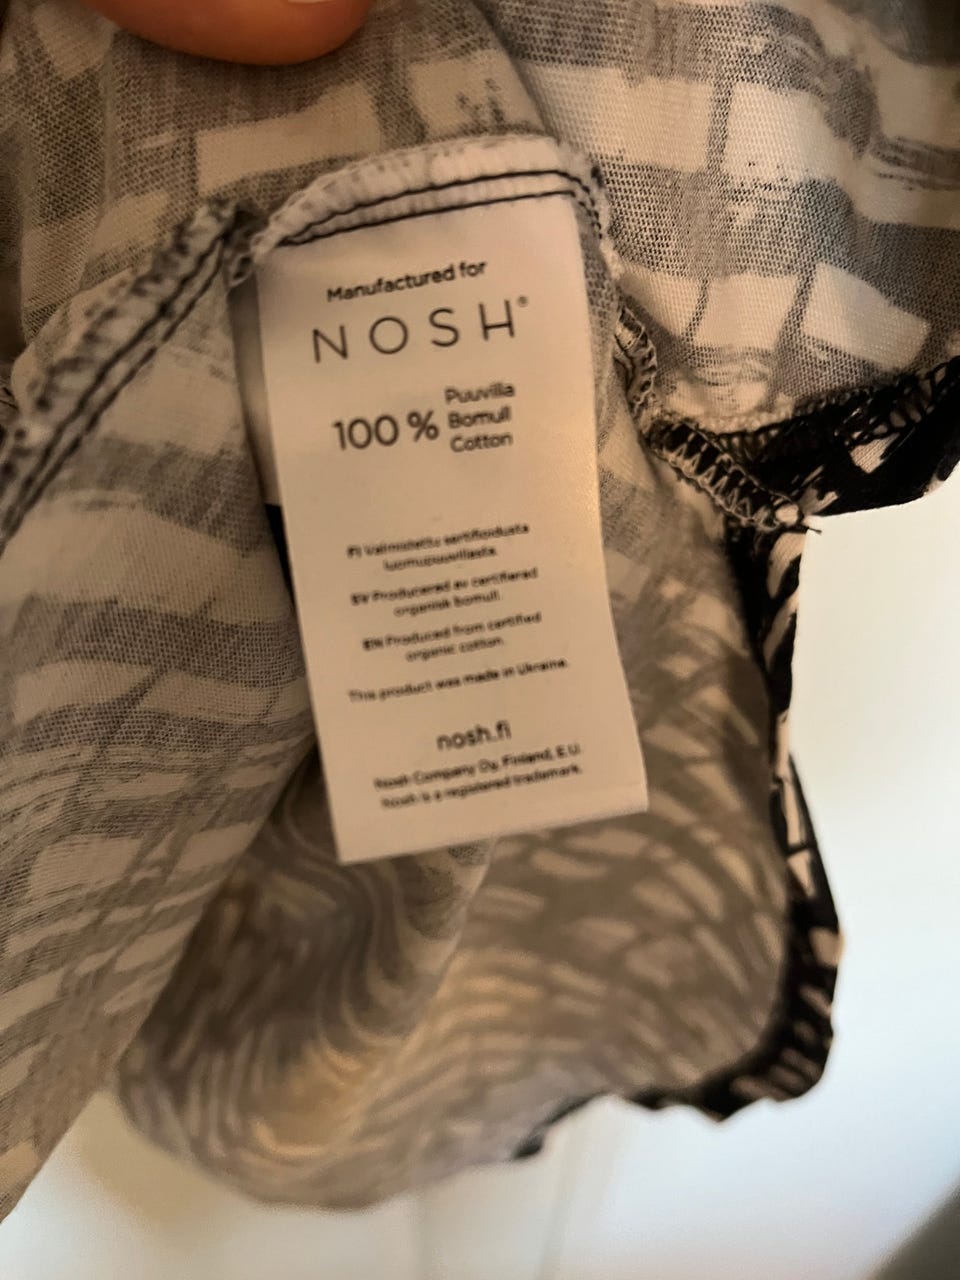 Manufactured for
NOSH®
100 % Puuvilla
Bomull
Cotton
FI Valmistettu sertifioidusta
luomupuuvillasta.
SV Producerad av certifierad
organisk bomull.
EN Produced from certified
organic cotton.
This product was made in Ukraine.
nosh.fi
Nosh Company Oy, Finland, E.U.
Nosh is a registered trademark.